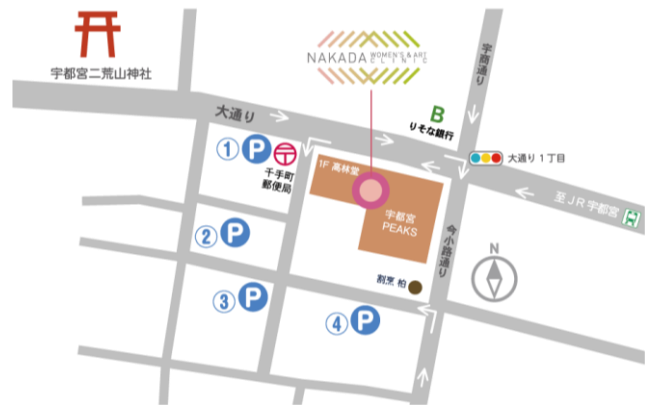 宇都宮二荒山神社
NAKADA WOMEN'S & ART
CLINIC
宇商通り
大通り
B
りそな銀行
① P
〒
千手町
郵便局
1F 高林堂
大通り1丁目
至JR宇都宮
宇都宮
PEAKS
今小路通り
② P
N
割烹 柏
③ P
④ P